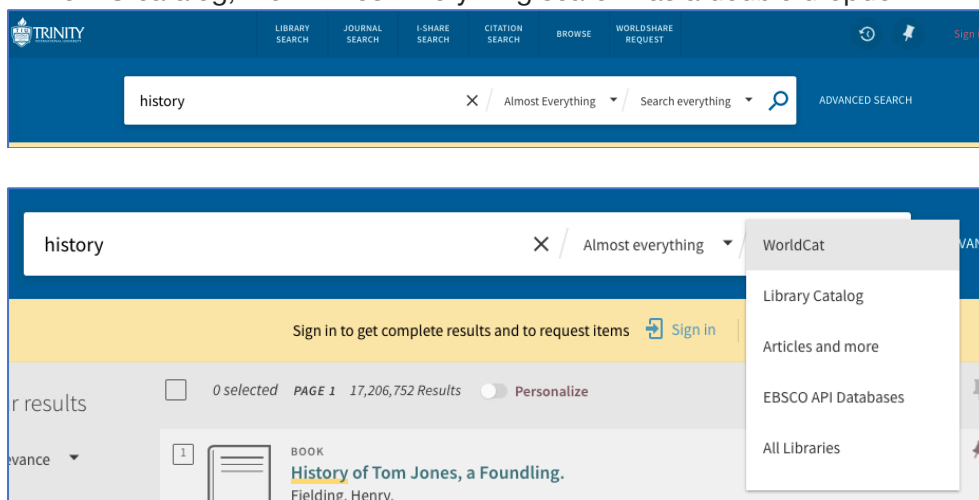 TRINITY
LIBRARY SEARCH
JOURNAL SEARCH
I-SHARE SEARCH
CITATION SEARCH
BROWSE
WORLDSHARE REQUEST
Sign
history
Almost Everything
Search everything
ADVANCED SEARCH
history
Almost everything
WorldCat
Library Catalog
Articles and more
EBSCO API Databases
All Libraries
Sign in to get complete results and to request items
Sign in
r results
0 selected PAGE 1 17,206,752 Results
Personalize
evance
1
BOOK
History of Tom Jones, a Foundling.
Fielding, Henry.